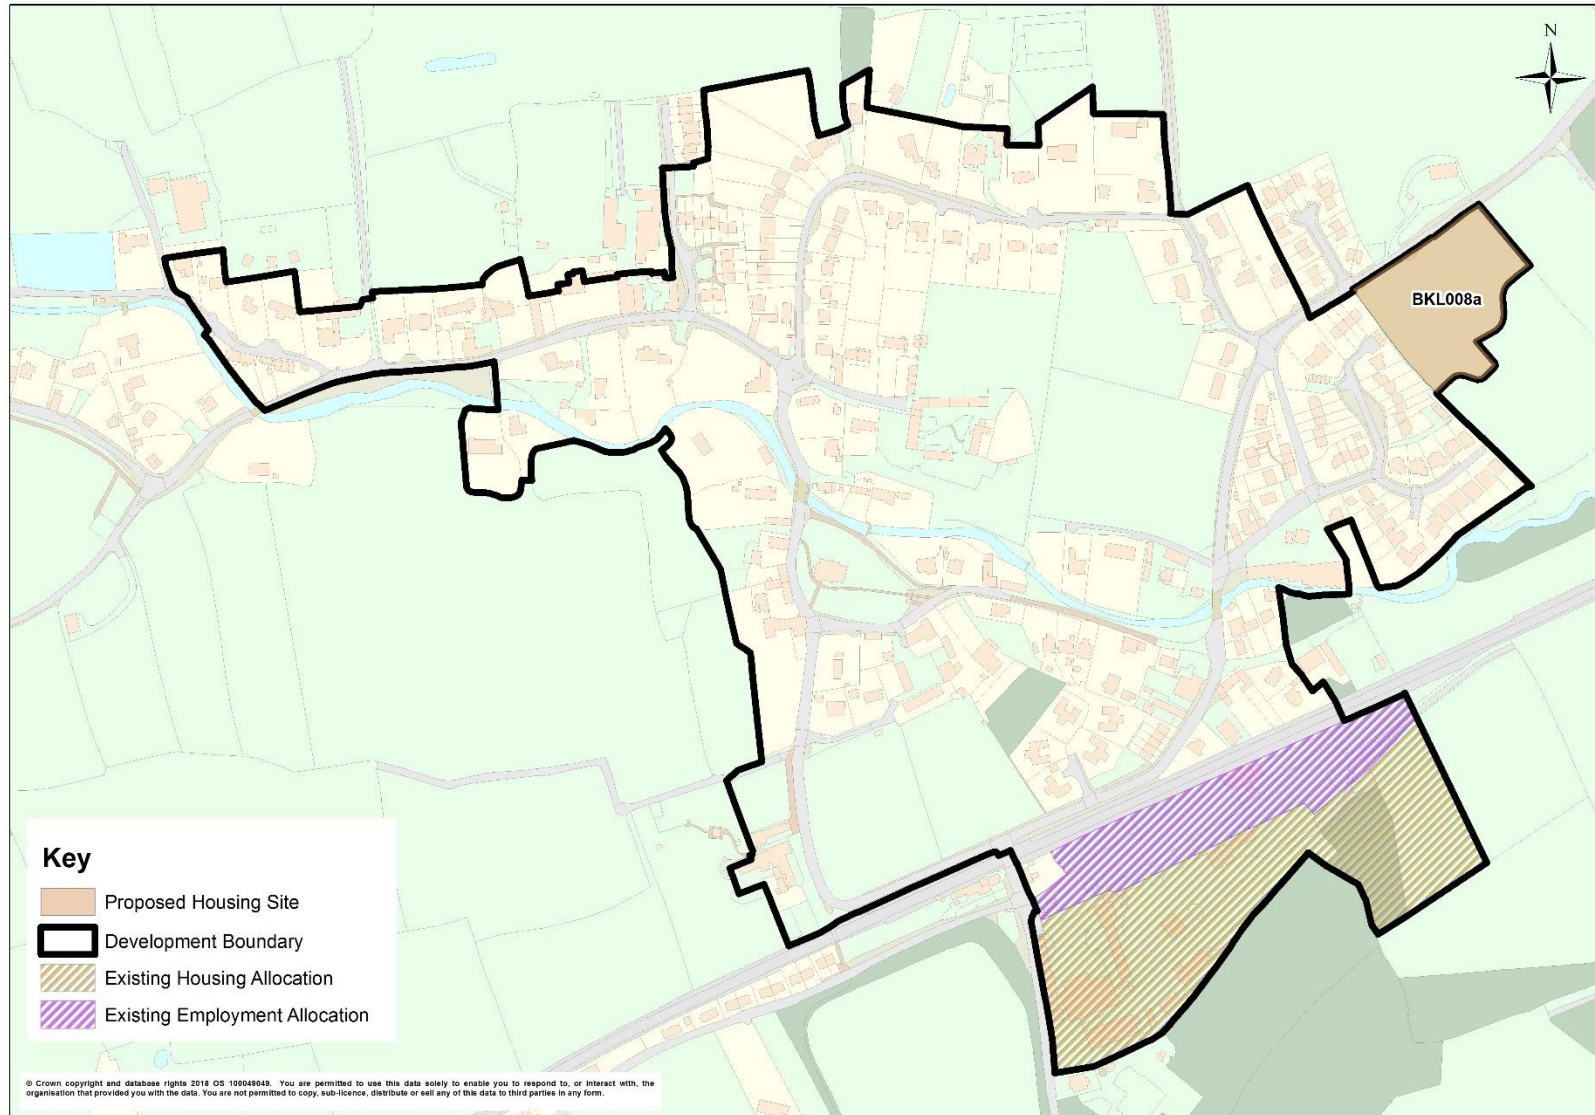 N
BKL008a
Key
Proposed Housing Site
Development Boundary
Existing Housing Allocation
Existing Employment Allocation
© Crown copyright and database rights 2018 OS 100049049. You are permitted to use this data solely to enable you to respond to, or interact with, the
organisation that provided you with the data. You are not permitted to copy, sub-licence, distribute or sell any of this data to third parties in any form.